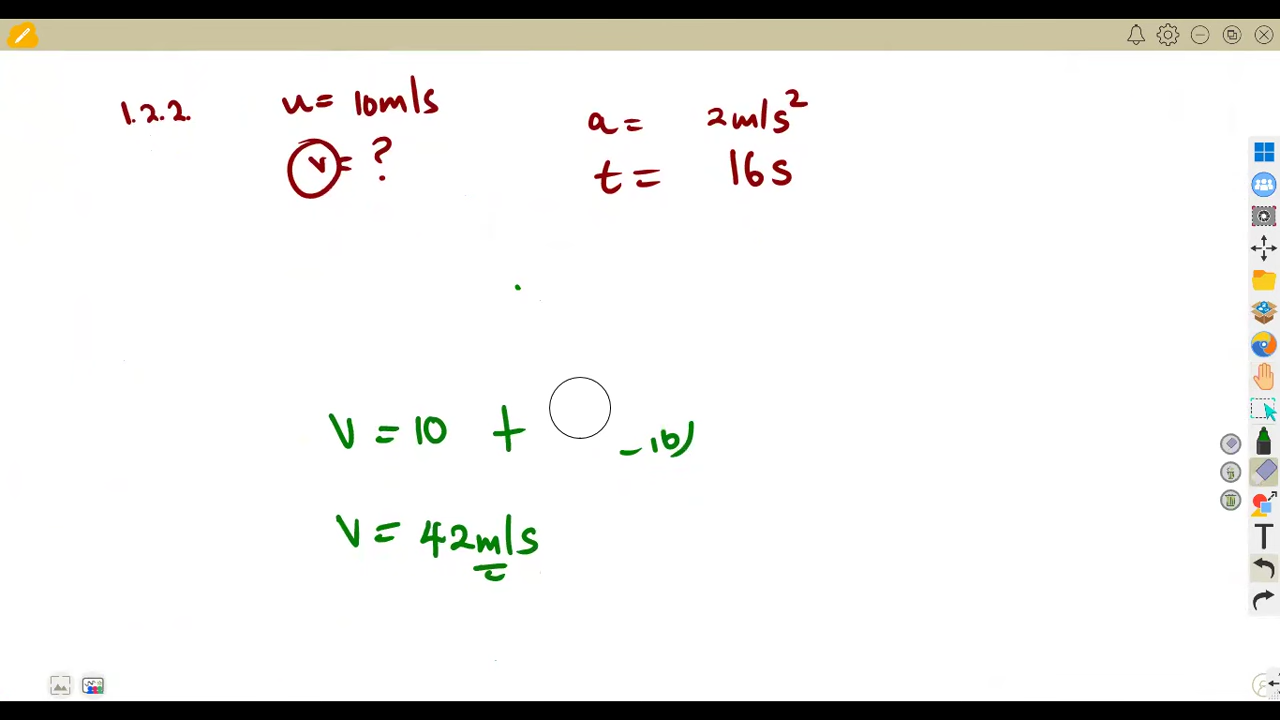 1.2.2. u= 10m/s a= 2m/s²
v= ? t= 16s
V = 10 + 16)
V = 42m/s
T